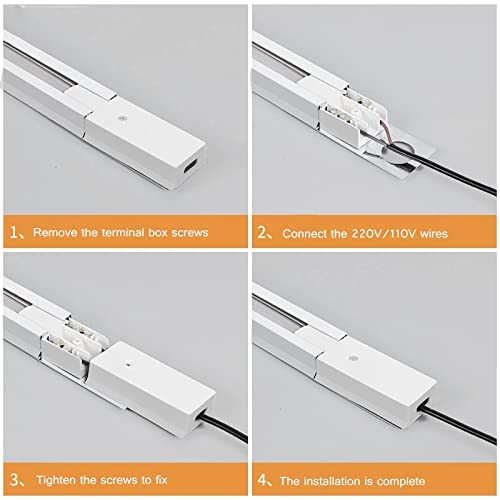 1、 Remove the terminal box screws
2、 Connect the 220V/110V wires
3、 Tighten the screws to fix
4、 The installation is complete